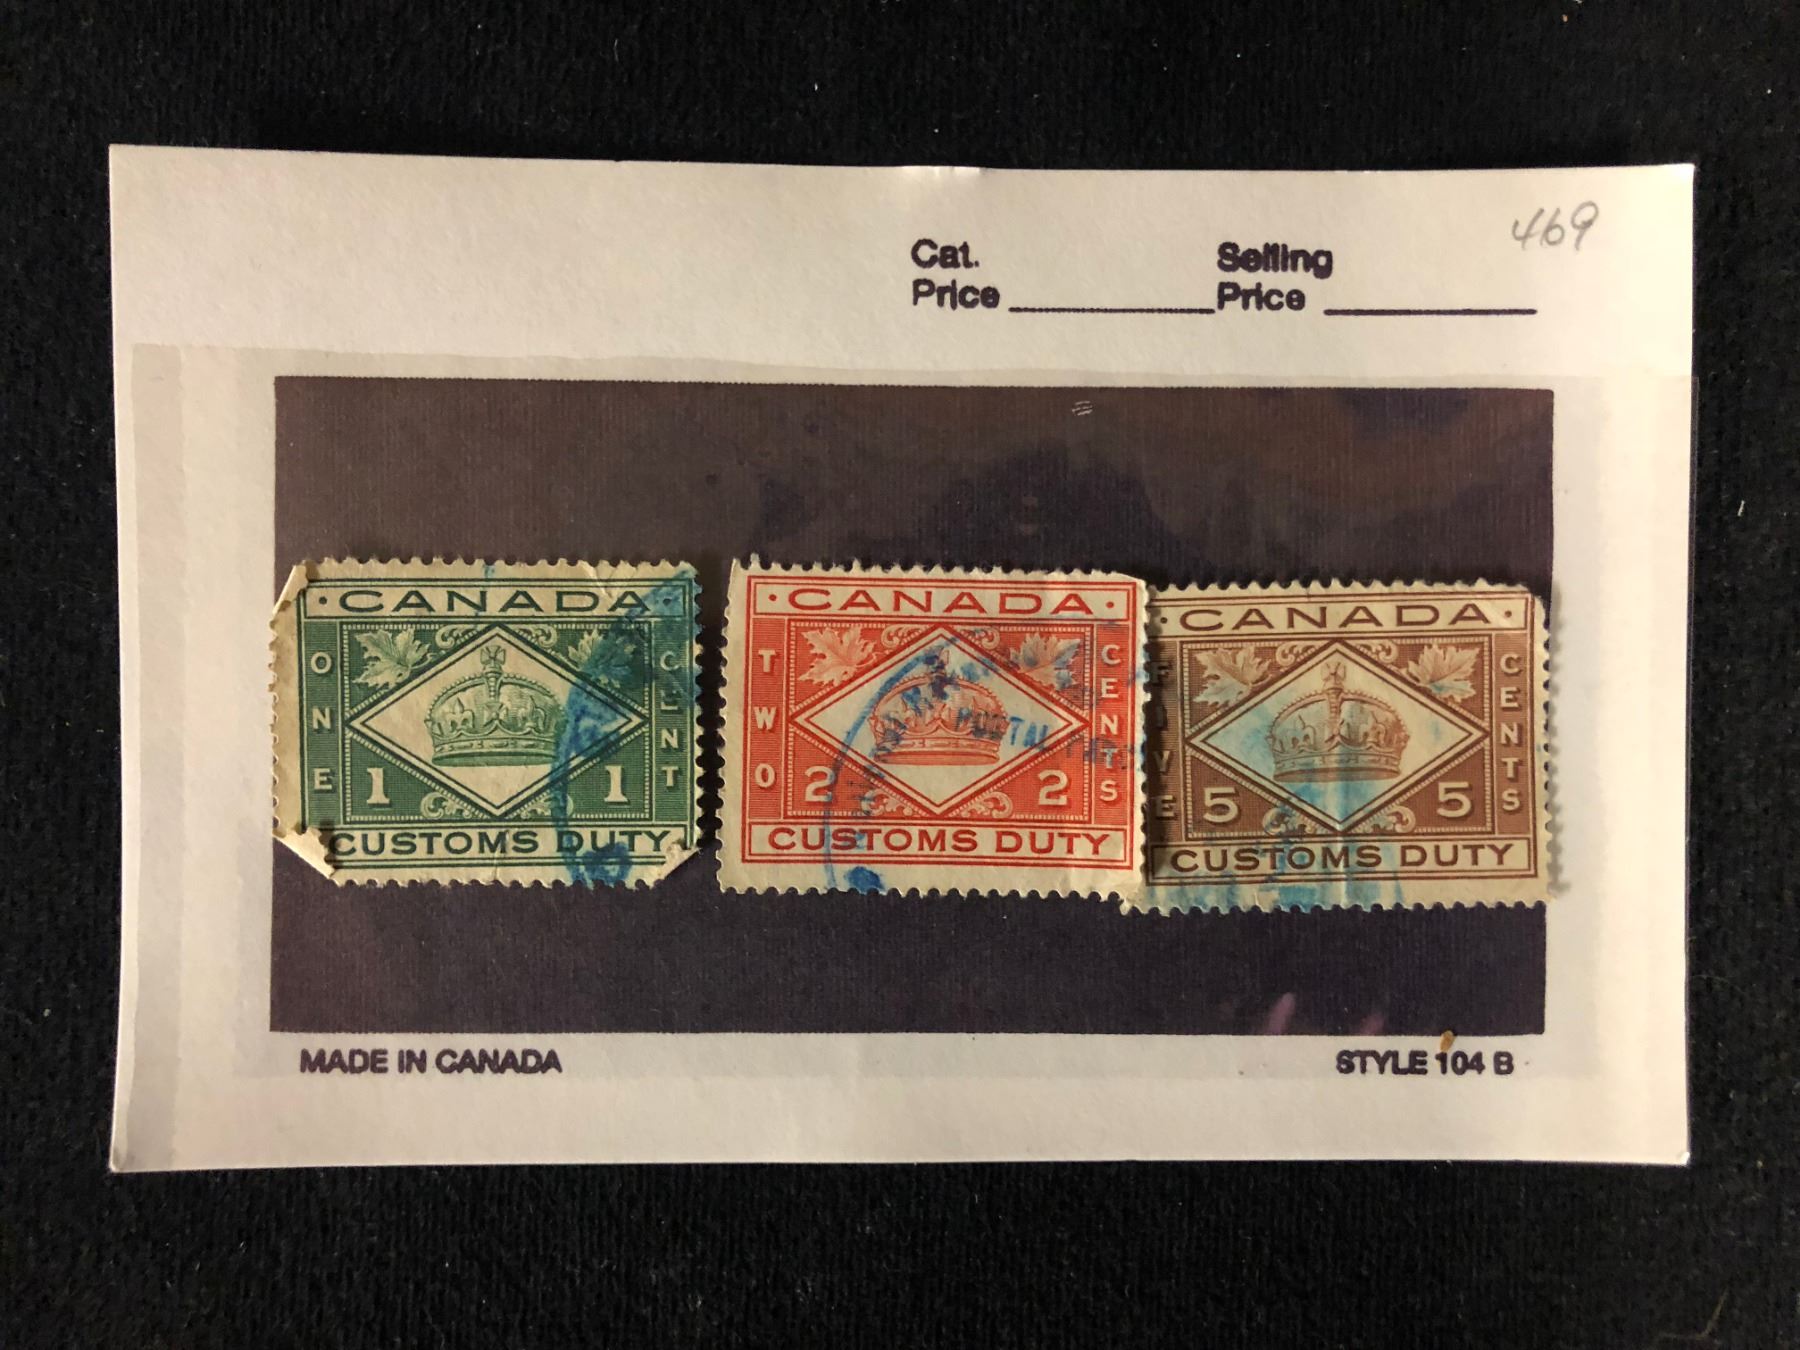 469
Cat. Selling
Price Price
· CANADA ·
ONE CENT
1 1
CUSTOMS DUTY
· CANADA ·
TWO CENTS
2 2
CUSTOMS DUTY
POSTAL
· CANADA ·
FIVE CENTS
5 5
CUSTOMS DUTY
MADE IN CANADA STYLE 104 B